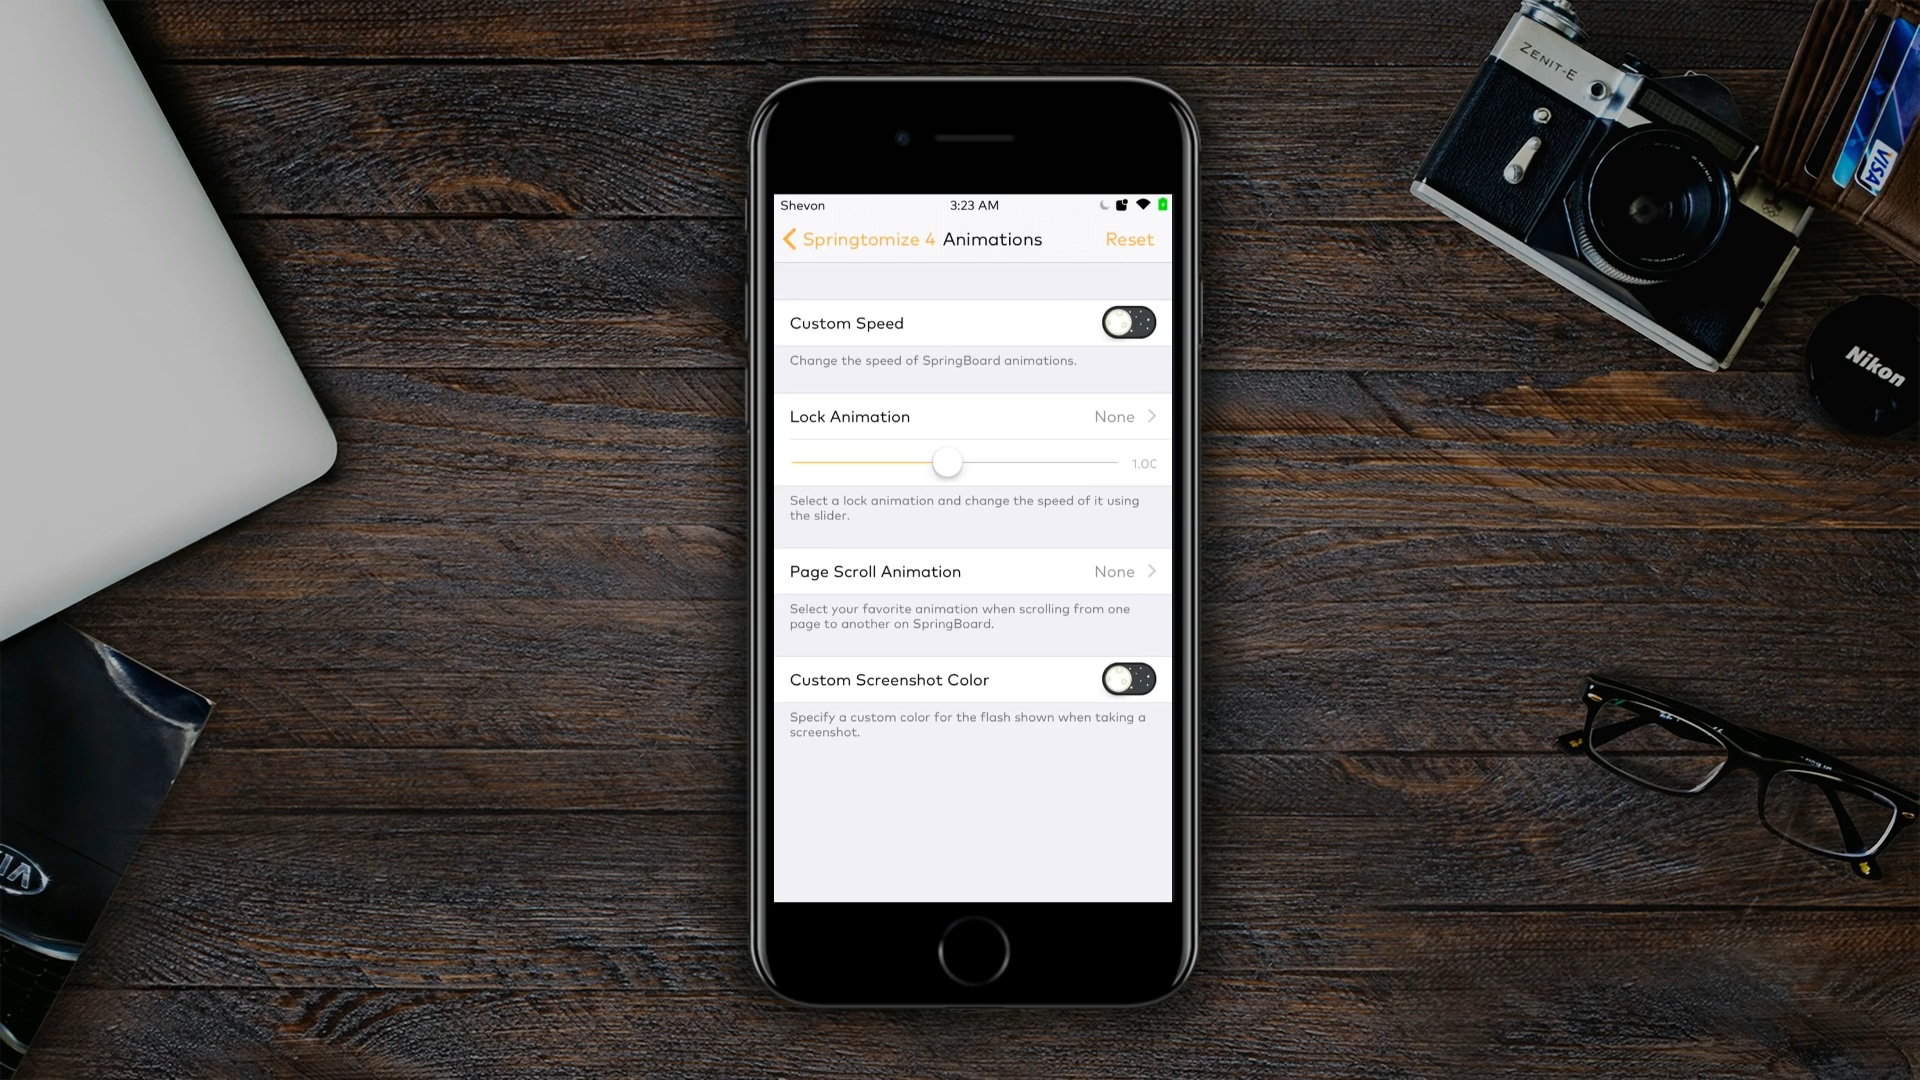 ZENIT-E
VISA
Nikon
Shevon
3:23 AM
Springtomize 4
Animations
Reset
Custom Speed
Change the speed of SpringBoard animations.
Lock Animation
None
1.00
Select a lock animation and change the speed of it using
the slider.
Page Scroll Animation
None
Select your favorite animation when scrolling from one
page to another on SpringBoard.
Custom Screenshot Color
Specify a custom color for the flash shown when taking a
screenshot.